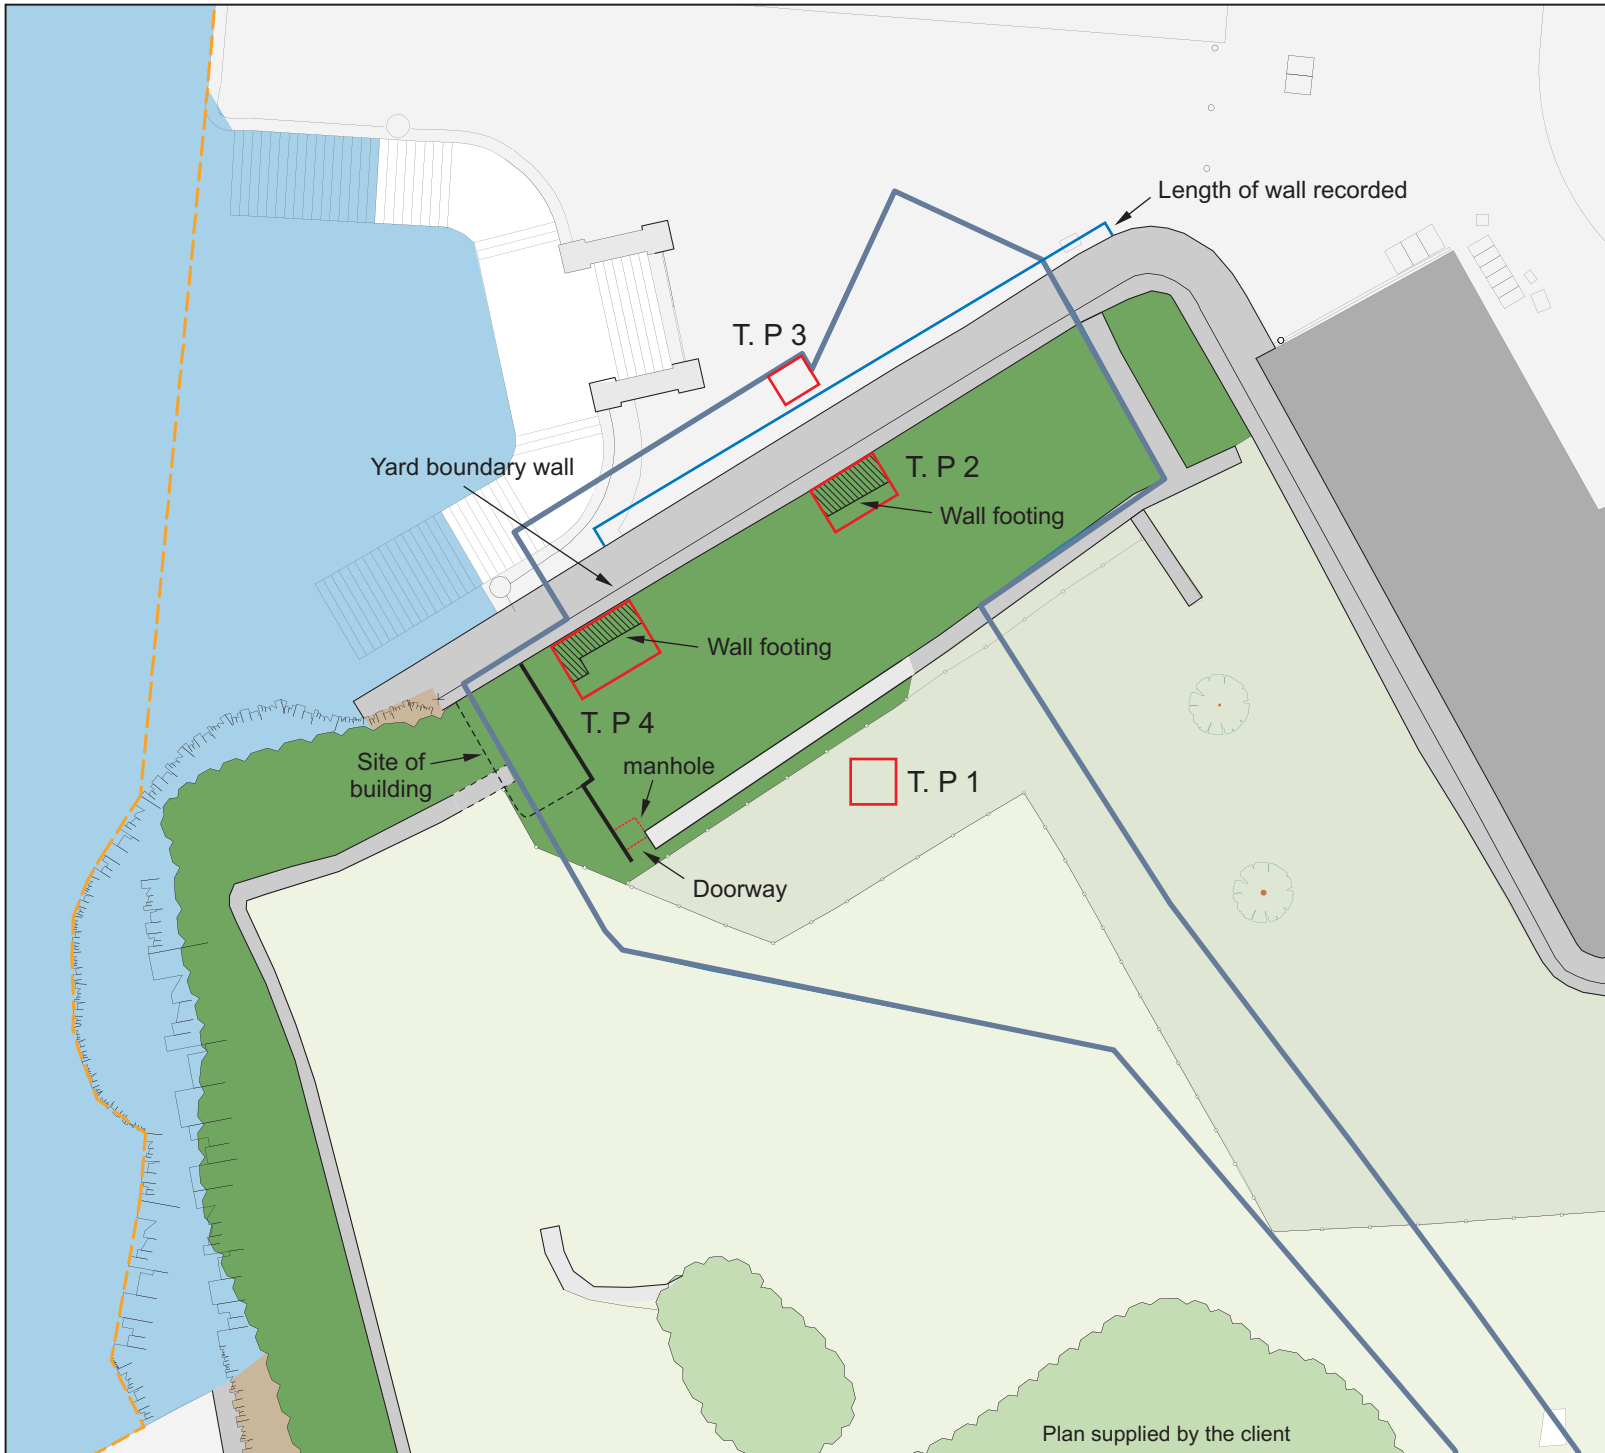 Length of wall recorded
T. P 3
Yard boundary wall
T. P 2
Wall footing
Wall footing
T. P 4
Site of
building
manhole
T. P 1
Doorway
Plan supplied by the client